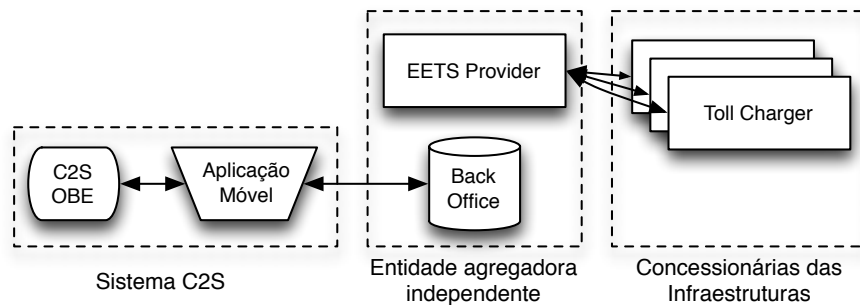 EETS Provider
Toll Charger
C2S
OBE
Aplicação
Móvel
Back
Office
Sistema C2S
Entidade agregadora
independente
Concessionárias das
Infraestruturas